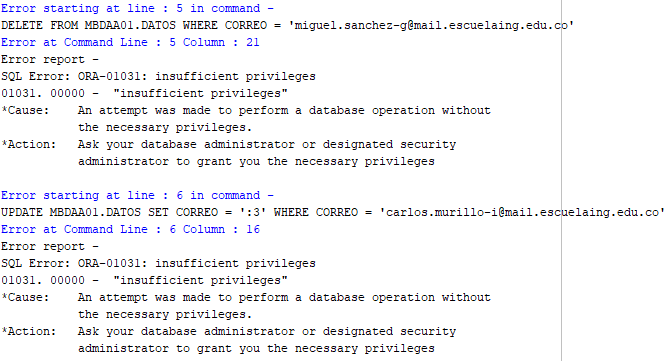 Error starting at line : 5 in command -
DELETE FROM MBDAA01.DATOS WHERE CORREO = 'miguel.sanchez-g@mail.escuelaing.edu.co'
Error at Command Line : 5 Column : 21
Error report -
SQL Error: ORA-01031: insufficient privileges
01031. 00000 -  "insufficient privileges"
*Cause:    An attempt was made to perform a database operation without
           the necessary privileges.
*Action:   Ask your database administrator or designated security
           administrator to grant you the necessary privileges

Error starting at line : 6 in command -
UPDATE MBDAA01.DATOS SET CORREO = ':3' WHERE CORREO = 'carlos.murillo-i@mail.escuelaing.edu.co'
Error at Command Line : 6 Column : 16
Error report -
SQL Error: ORA-01031: insufficient privileges
01031. 00000 -  "insufficient privileges"
*Cause:    An attempt was made to perform a database operation without
           the necessary privileges.
*Action:   Ask your database administrator or designated security
           administrator to grant you the necessary privileges